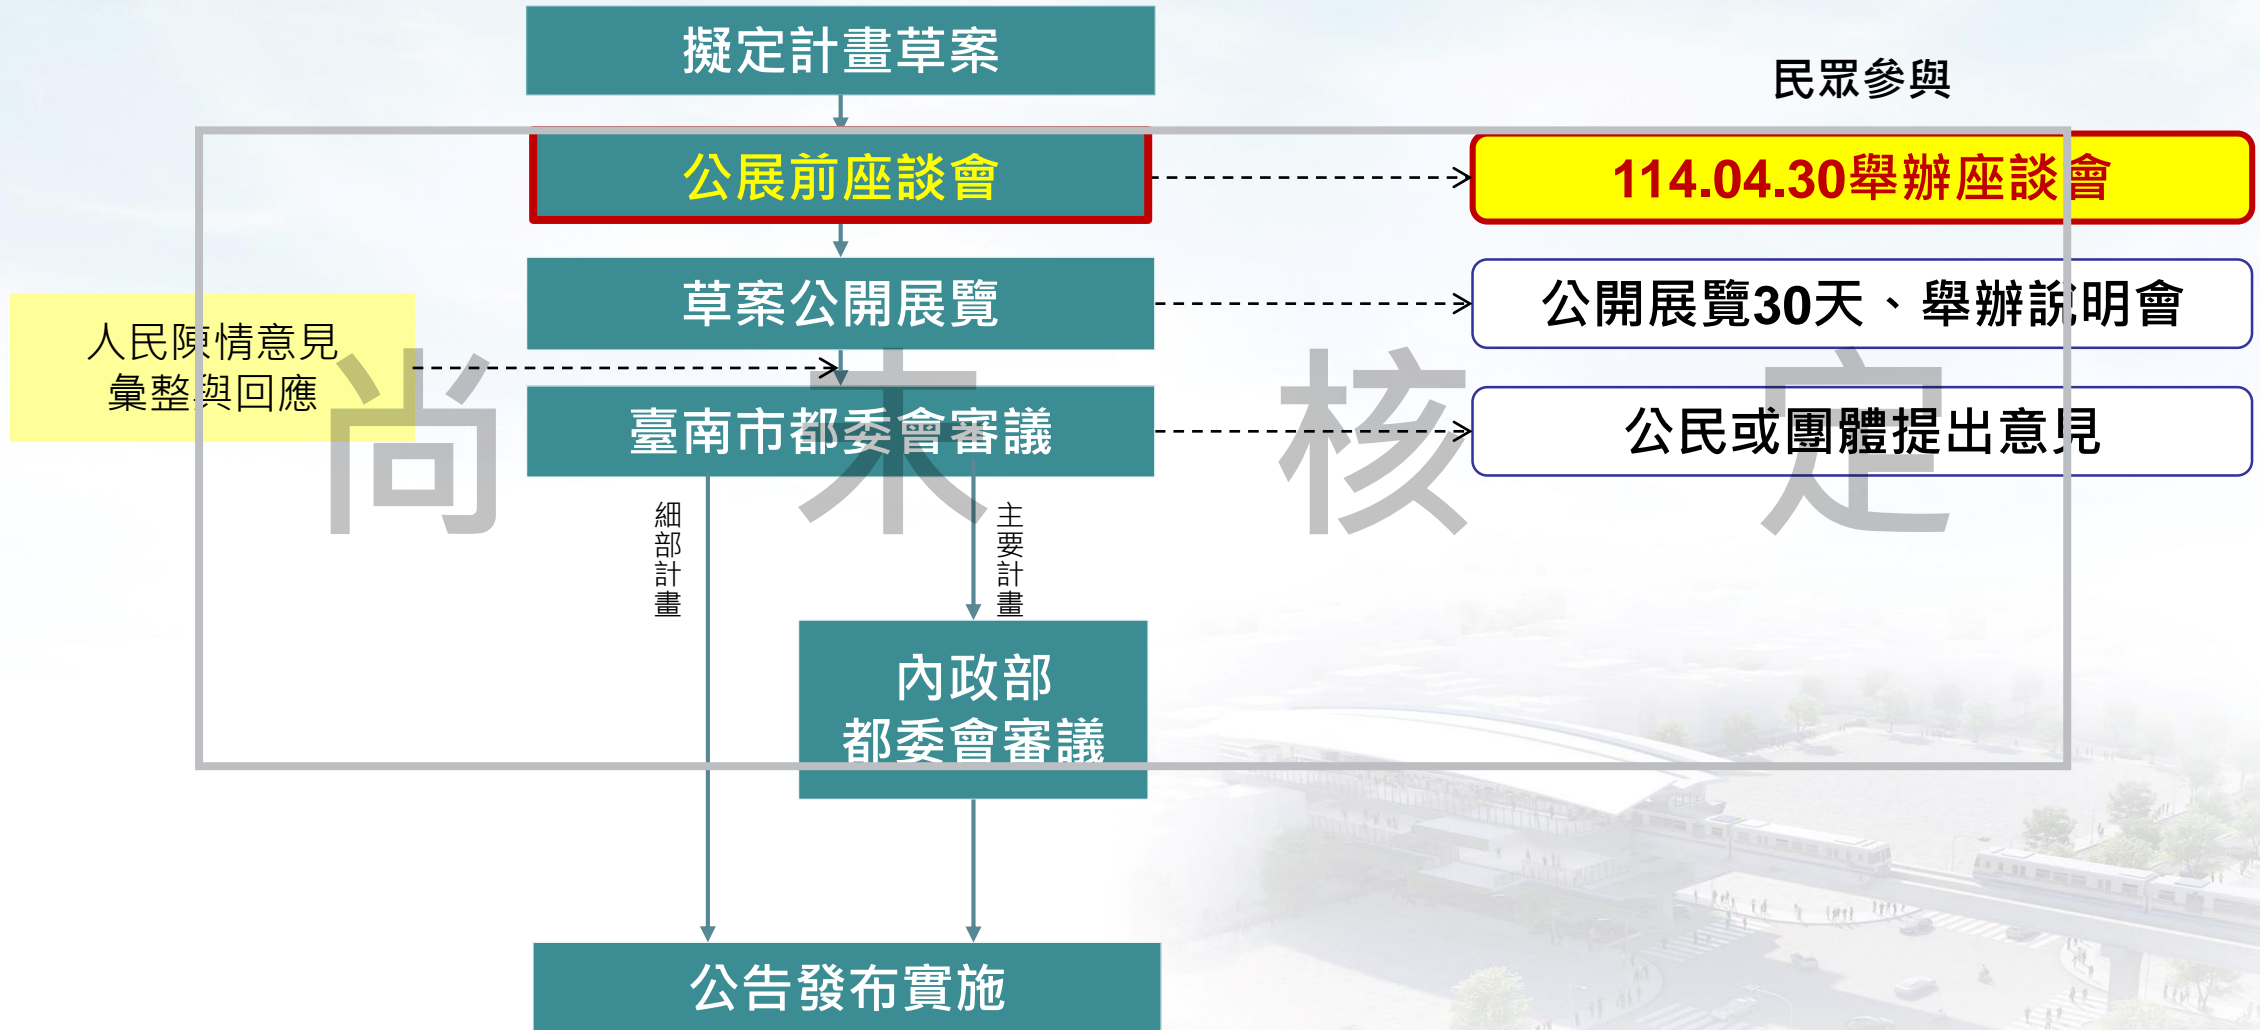 擬定計畫草案
民眾參與
公展前座談會
114.04.30舉辦座談會
草案公開展覽
公開展覽30天、舉辦說明會
人民陳情意見
彙整與回應
臺南市都委會審議
公民或團體提出意見
尚未核定
細部計畫
主要計畫
內政部
都委會審議
公告發布實施